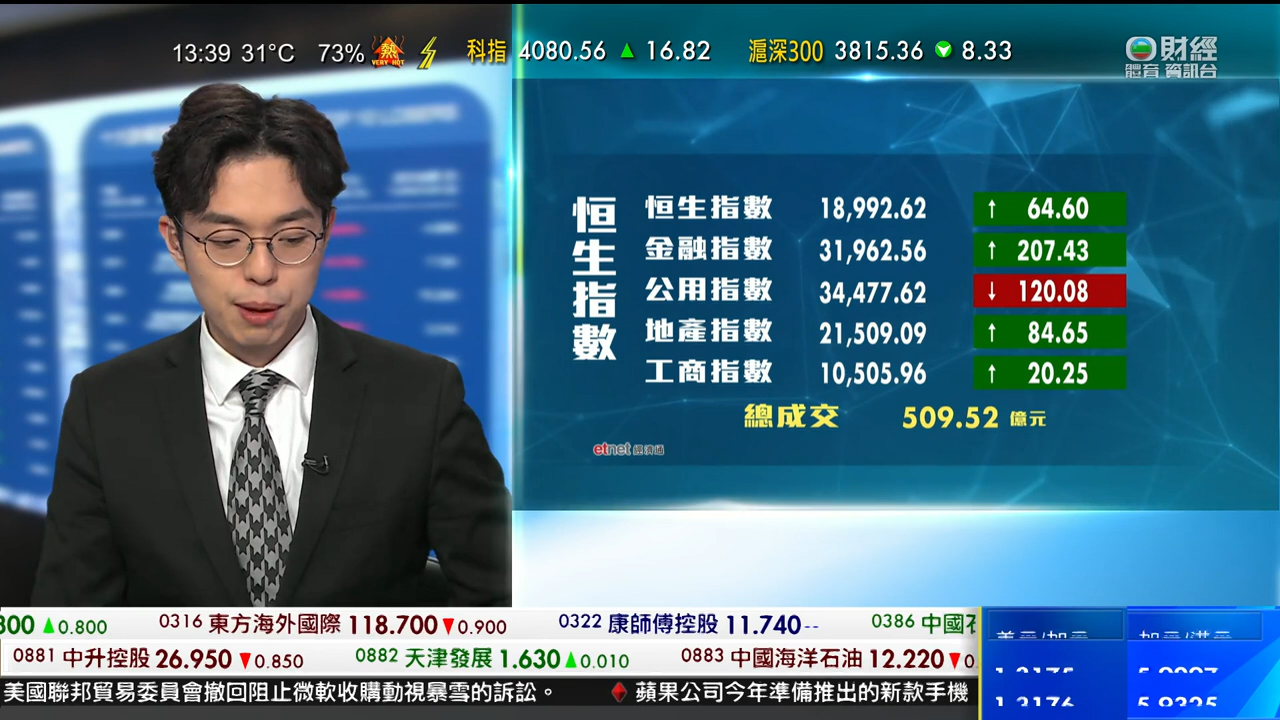 13:39 31°C 73% 熱 VERY HOT 科指 4080.56 ▲ 16.82 滬深300 3815.36 ▼ 8.33
財經
體育 資訊台
恒生指數
恒生指數 18,992.62 ↑ 64.60
金融指數 31,962.56 ↑ 207.43
公用指數 34,477.62 ↓ 120.08
地產指數 21,509.09 ↑ 84.65
工商指數 10,505.96 ↑ 20.25
總成交 509.52 億元
etnet 經濟通
300 ▲0.800 0316 東方海外國際 118.700 ▼0.900 0322 康師傅控股 11.740 -- 0386 中國石
0881 中升控股 26.950 ▼0.850 0882 天津發展 1.630 ▲0.010 0883 中國海洋石油 12.220 ▼0.
美國聯邦貿易委員會撤回阻止微軟收購動視暴雪的訴訟。 ♦ 蘋果公司今年準備推出的新款手機
1.3176 5.9325